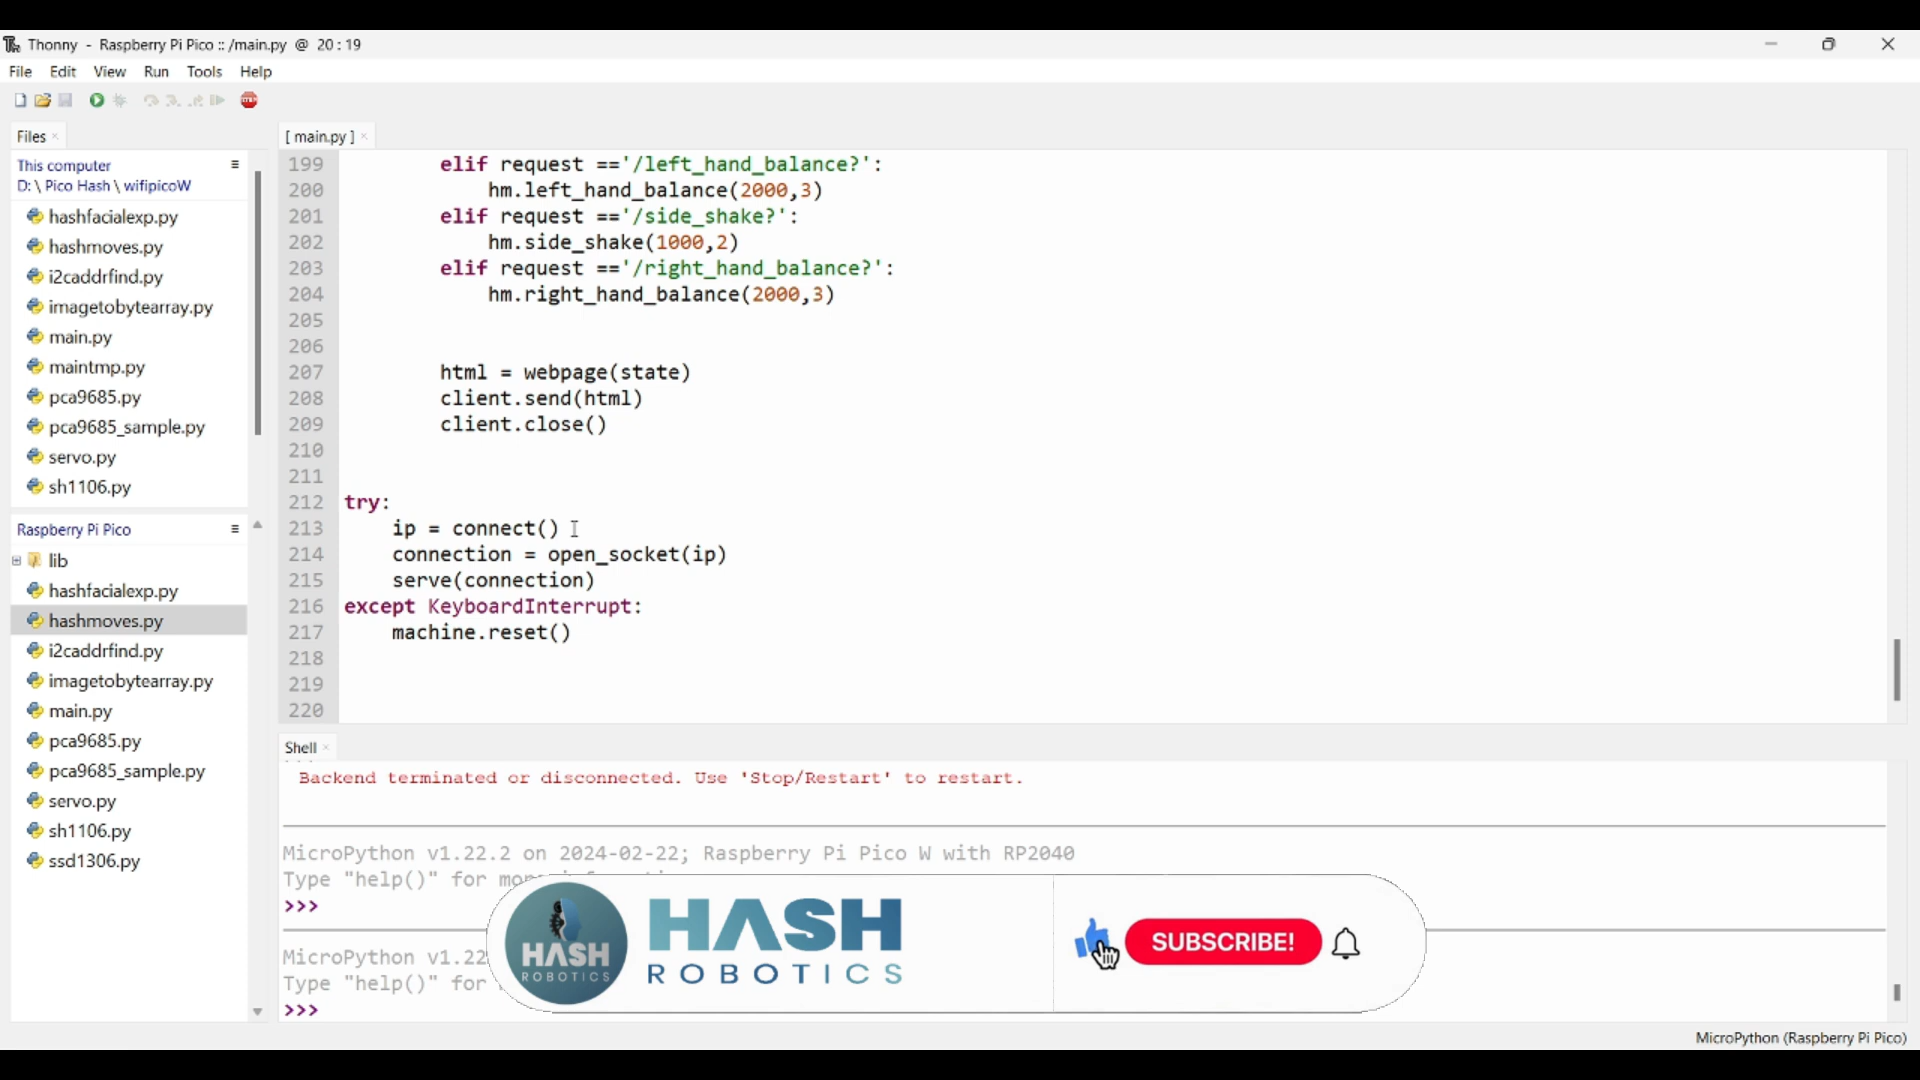 Thonny - Raspberry Pi Pico :: /main.py @ 20 : 19
File Edit View Run Tools Help
Files
This computer
D: \ Pico Hash \ wifipicoW
hashfacialexp.py
hashmoves.py
i2caddrfind.py
imagetobytearray.py
main.py
maintmp.py
pca9685.py
pca9685_sample.py
servo.py
sh1106.py
Raspberry Pi Pico
lib
hashfacialexp.py
hashmoves.py
i2caddrfind.py
imagetobytearray.py
main.py
pca9685.py
pca9685_sample.py
servo.py
sh1106.py
ssd1306.py
[ main.py ]
199 elif request =='/left_hand_balance?':
200 hm.left_hand_balance(2000,3)
201 elif request =='/side_shake?':
202 hm.side_shake(1000,2)
203 elif request =='/right_hand_balance?':
204 hm.right_hand_balance(2000,3)
205
206
207 html = webpage(state)
208 client.send(html)
209 client.close()
210
211
212 try:
213 ip = connect()
214 connection = open_socket(ip)
215 serve(connection)
216 except KeyboardInterrupt:
217 machine.reset()
218
219
220
Shell
Backend terminated or disconnected. Use 'Stop/Restart' to restart.
MicroPython v1.22.2 on 2024-02-22; Raspberry Pi Pico W with RP2040
Type "help()" for
>>>
MicroPython v1.22
Type "help()" for
>>>
HASH
ROBOTICS
HASH
ROBOTICS
SUBSCRIBE!
MicroPython (Raspberry Pi Pico)